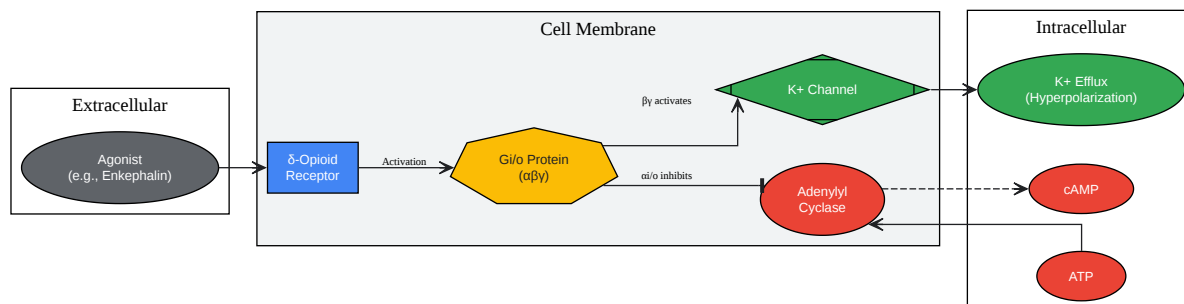 Extracellular
Agonist
(e.g., Enkephalin)
Cell Membrane
δ-Opioid
Receptor
Activation
Gi/o Protein
(αβγ)
βγ activates
αi/o inhibits
K+ Channel
Adenylyl
Cyclase
Intracellular
K+ Efflux
(Hyperpolarization)
cAMP
ATP